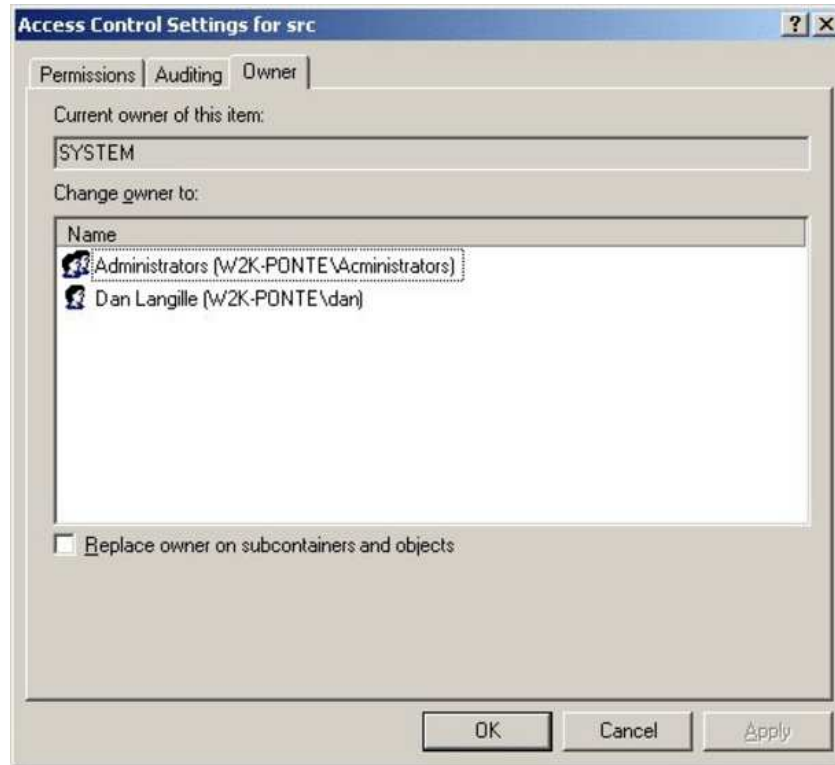 Access Control Settings for src
Permissions Auditing Owner
Current owner of this item:
SYSTEM
Change owner to:
Name
Administrators (W2K-PONTE\Acministrators)
Dan Langille (W2K-PONTE\dan)
Replace owner on subcontainers and objects
OK Cancel Apply